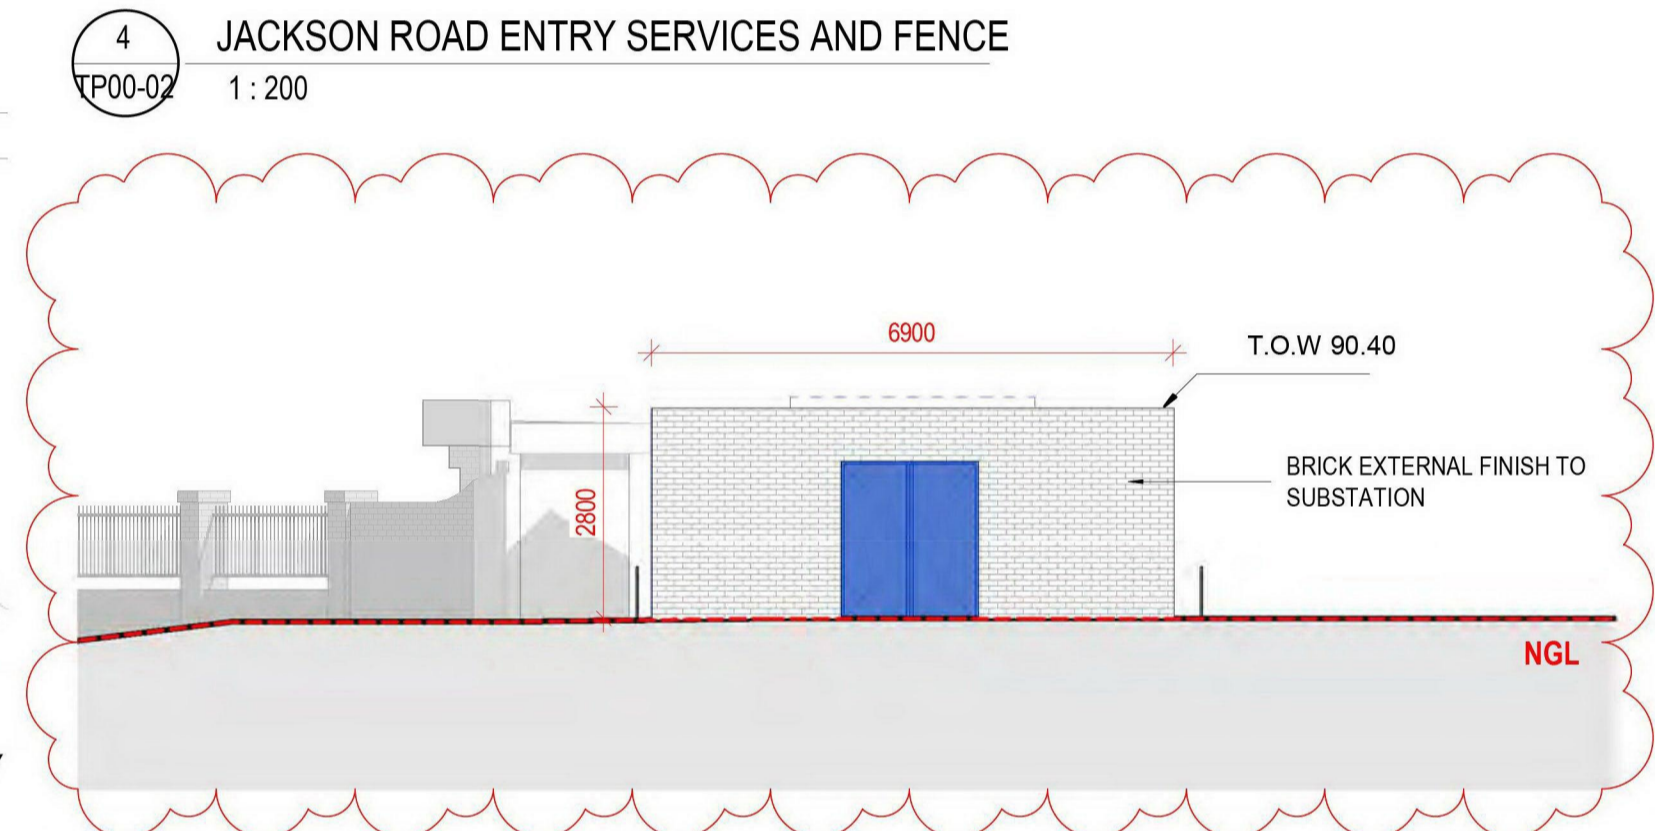 4
TP00-02
JACKSON ROAD ENTRY SERVICES AND FENCE
1 : 200
6900
T.O.W 90.40
2800
BRICK EXTERNAL FINISH TO
SUBSTATION
NGL